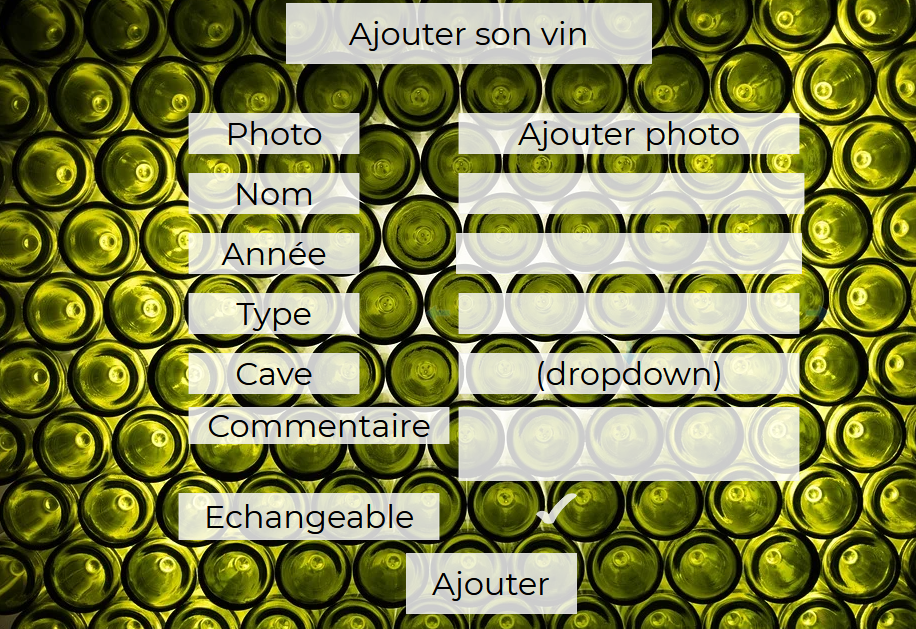 Ajouter son vin
Photo
Ajouter photo
Nom
Année
Type
Cave
(dropdown)
Commentaire
Echangeable
Ajouter